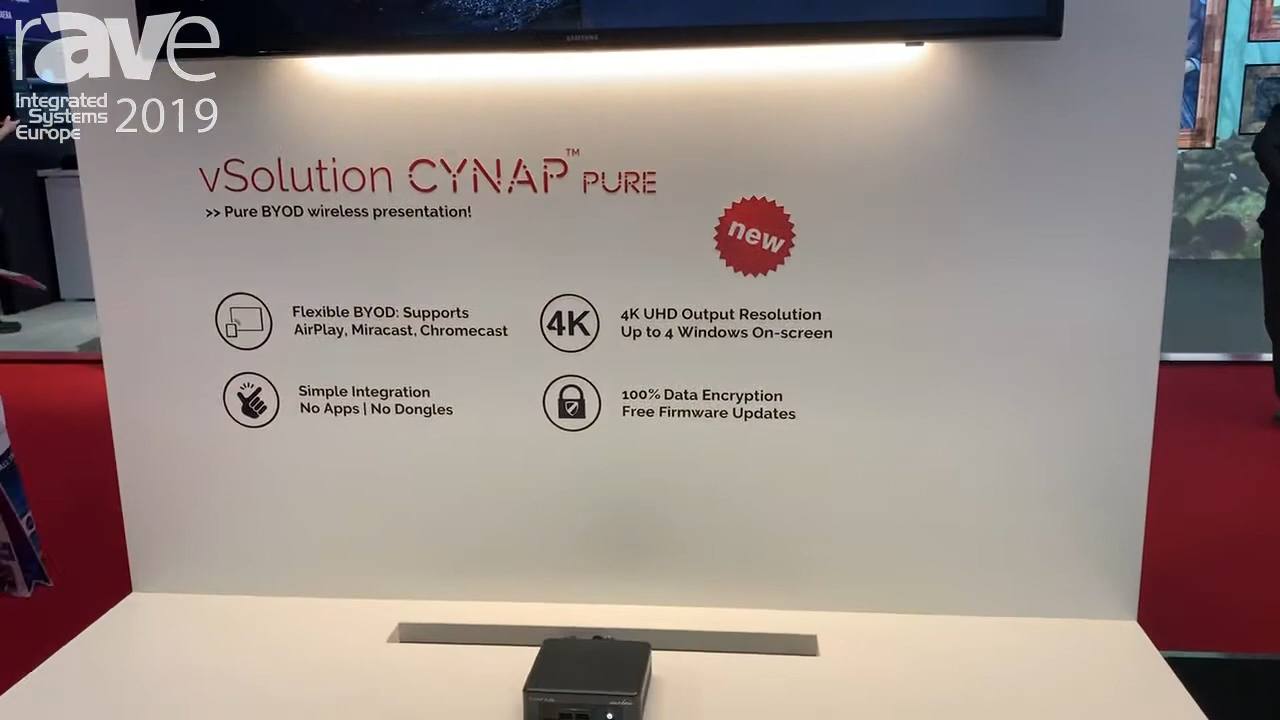 rAVe
Integrated
Systems
Europe
2019
SAMSUNG
vSolution CYNAP™ PURE
>> Pure BYOD wireless presentation!
new
Flexible BYOD: Supports
AirPlay, Miracast, Chromecast
4K
4K UHD Output Resolution
Up to 4 Windows On-screen
Simple Integration
No Apps | No Dongles
100% Data Encryption
Free Firmware Updates